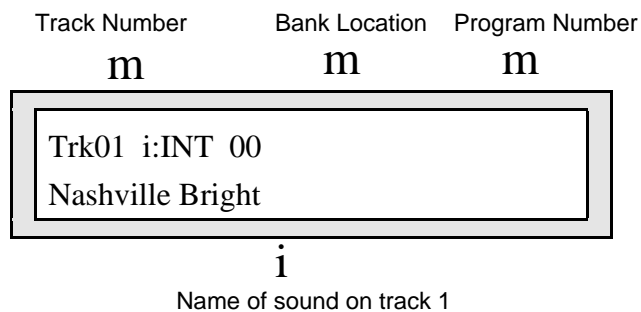 Track Number Bank Location Program Number
m m m
Trk01 i:INT 00
Nashville Bright
i
Name of sound on track 1